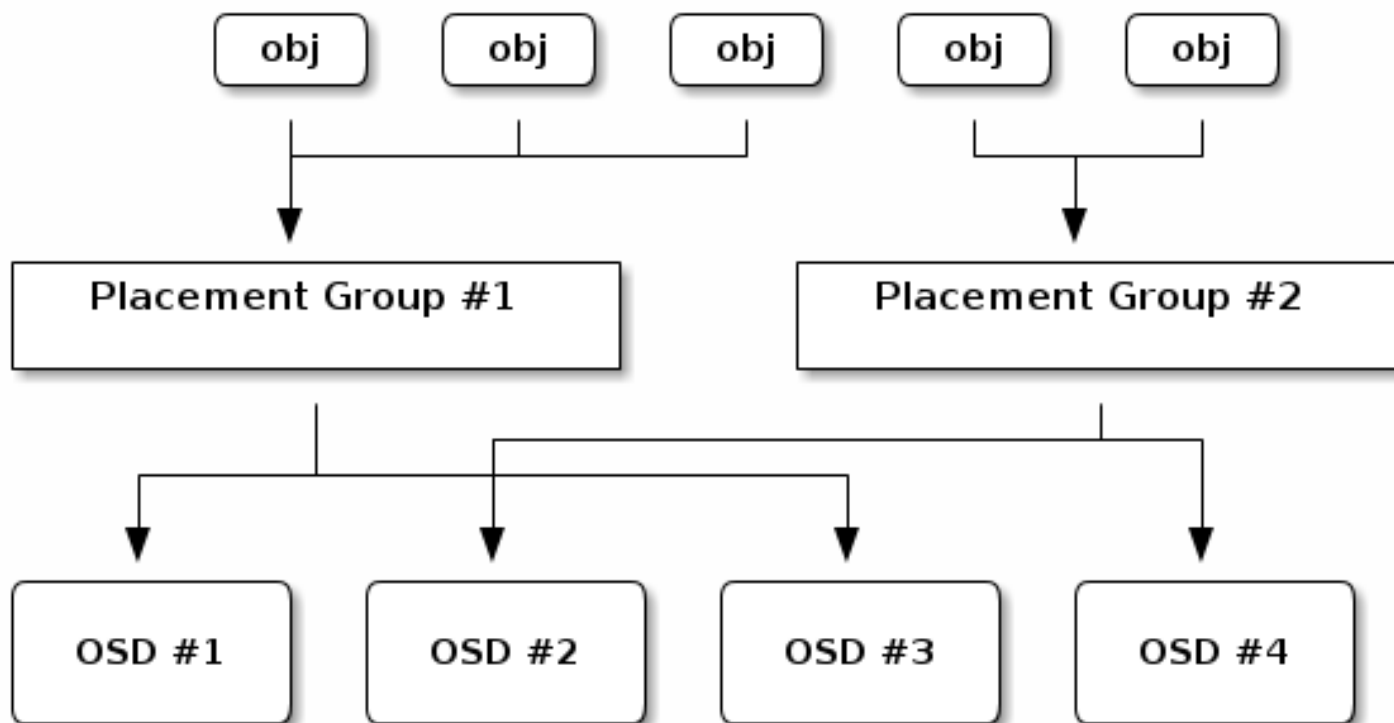 obj obj obj obj obj
Placement Group #1 Placement Group #2
OSD #1 OSD #2 OSD #3 OSD #4